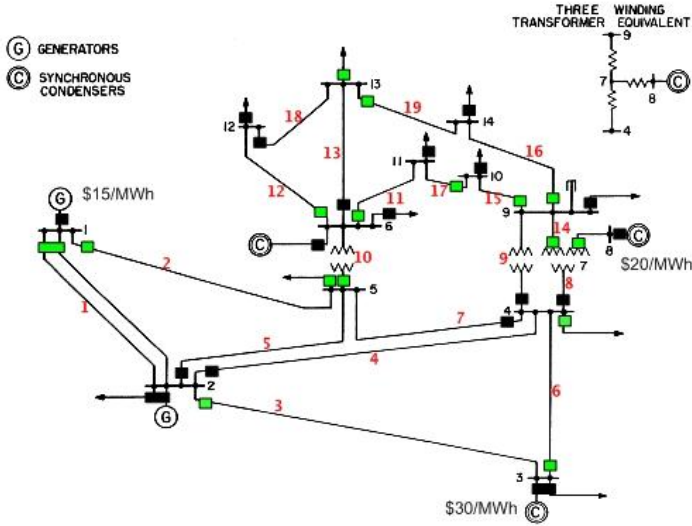 THREE WINDING
TRANSFORMER EQUIVALENT
9
7
8
C
4
G GENERATORS
C SYNCHRONOUS
CONDENSERS
13
18
19
12
14
13
16
11
10
12
11
17
15
G $15/MWh
9
6
1
C
14
8
C
10
9
7
$20/MWh
2
8
5
4
1
7
5
4
6
2
G
3
3
$30/MWh
C